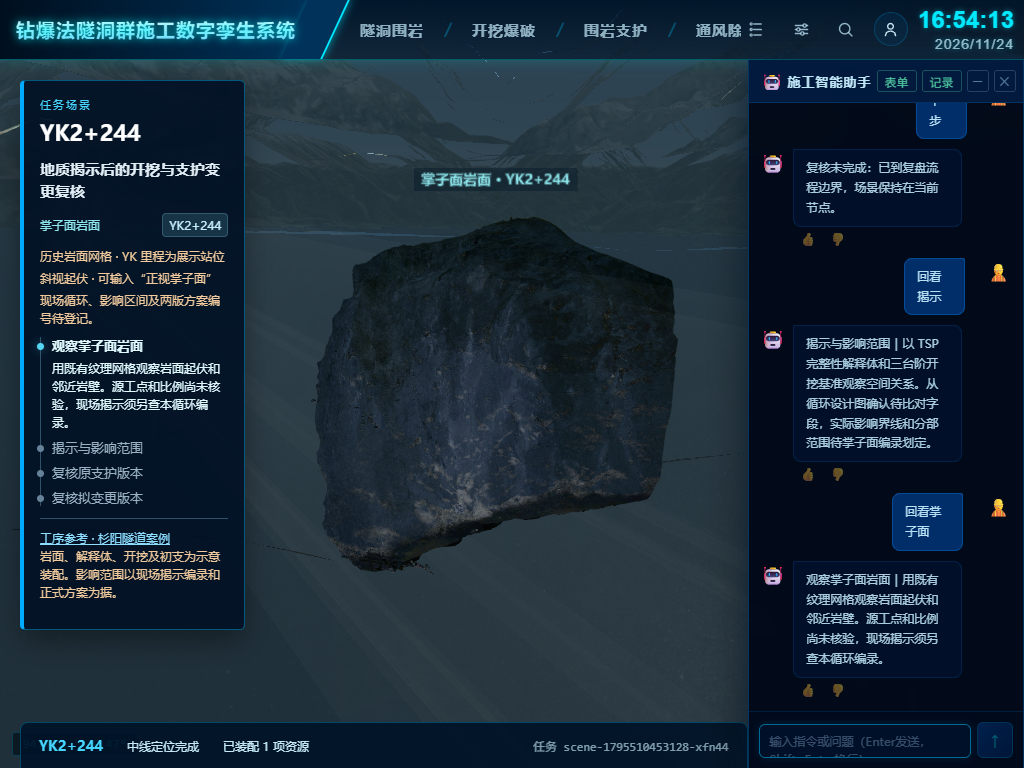 钻爆法隧洞群施工数字孪生系统
隧洞围岩 / 开挖爆破 / 围岩支护 / 通风除
16:54:13
2026/11/24
任务场景
YK2+244
地质揭示后的开挖与支护变
更复核
掌子面岩面 YK2+244
历史岩面网格 · YK 里程为展示站位
斜视起伏 · 可输入“正视掌子面”
现场循环、影响区间及两版方案编
号待登记。
观察掌子面岩面
用既有纹理网格观察岩面起伏和
邻近岩壁。源工点和比例尚未核
验，现场揭示须另查本循环编
录。
揭示与影响范围
复核原支护版本
复核拟变更版本
工序参考 · 杉阳隧道案例
岩面、解释体、开挖及初支为示意
装配。影响范围以现场揭示编录和
正式方案为据。
掌子面岩面 · YK2+244
YK2+244 中线定位完成 已装配 1 项资源
任务 scene-1795510453128-xfn44
施工智能助手 表单 记录
步
复核未完成：已到复盘流
程边界，场景保持在当前
节点。
回看
揭示
揭示与影响范围 | 以 TSP
完整性解释体和三台阶开
挖基准观察空间关系。从
循环设计图确认待比对字
段，实际影响界线和分部
范围待掌子面编录划定。
回看掌
子面
观察掌子面岩面 | 用既有
纹理网格观察岩面起伏和
邻近岩壁。源工点和比例
尚未核验，现场揭示须另
查本循环编录。
输入指令或问题（Enter发送，